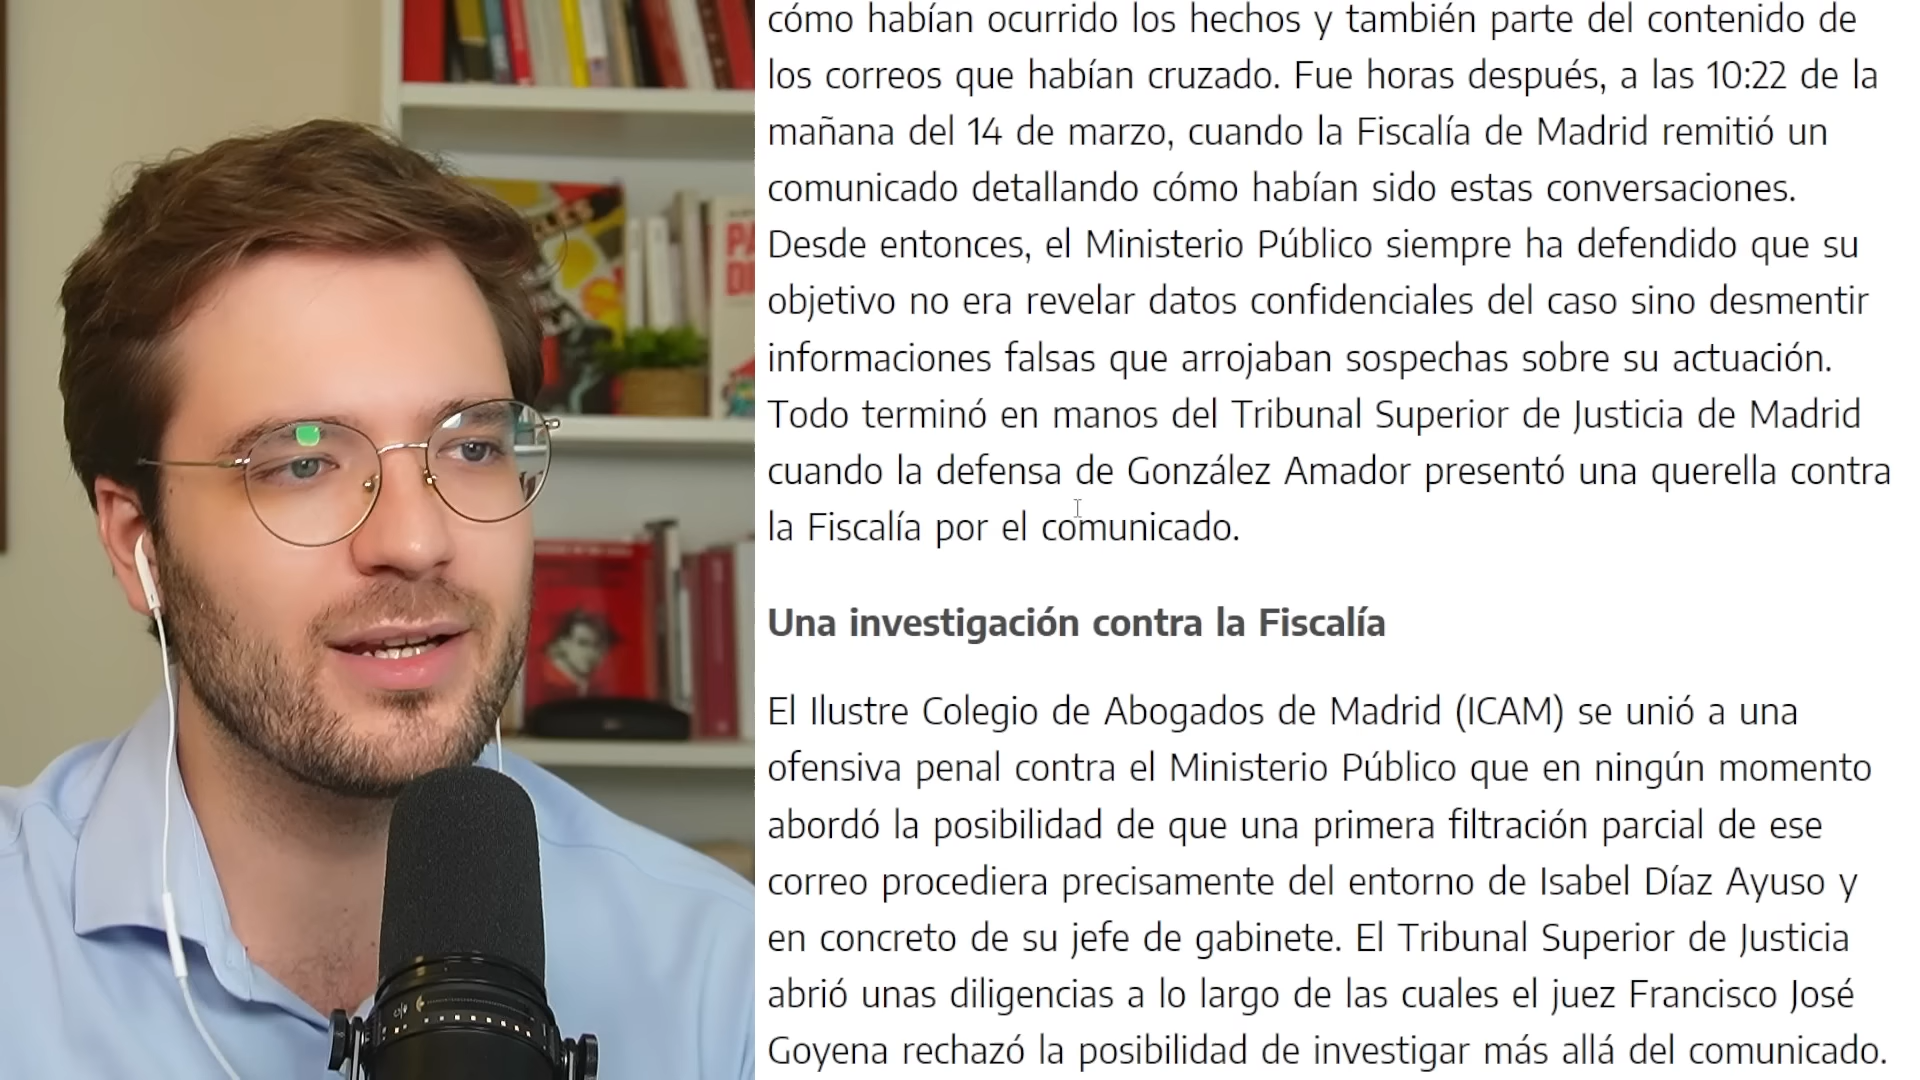 cómo habían ocurrido los hechos y también parte del contenido de
los correos que habían cruzado. Fue horas después, a las 10:22 de la
mañana del 14 de marzo, cuando la Fiscalía de Madrid remitió un
comunicado detallando cómo habían sido estas conversaciones.
Desde entonces, el Ministerio Público siempre ha defendido que su
objetivo no era revelar datos confidenciales del caso sino desmentir
informaciones falsas que arrojaban sospechas sobre su actuación.
Todo terminó en manos del Tribunal Superior de Justicia de Madrid
cuando la defensa de González Amador presentó una querella contra
la Fiscalía por el comunicado.
Una investigación contra la Fiscalía
El Ilustre Colegio de Abogados de Madrid (ICAM) se unió a una
ofensiva penal contra el Ministerio Público que en ningún momento
abordó la posibilidad de que una primera filtración parcial de ese
correo procediera precisamente del entorno de Isabel Díaz Ayuso y
en concreto de su jefe de gabinete. El Tribunal Superior de Justicia
abrió unas diligencias a lo largo de las cuales el juez Francisco José
Goyena rechazó la posibilidad de investigar más allá del comunicado.